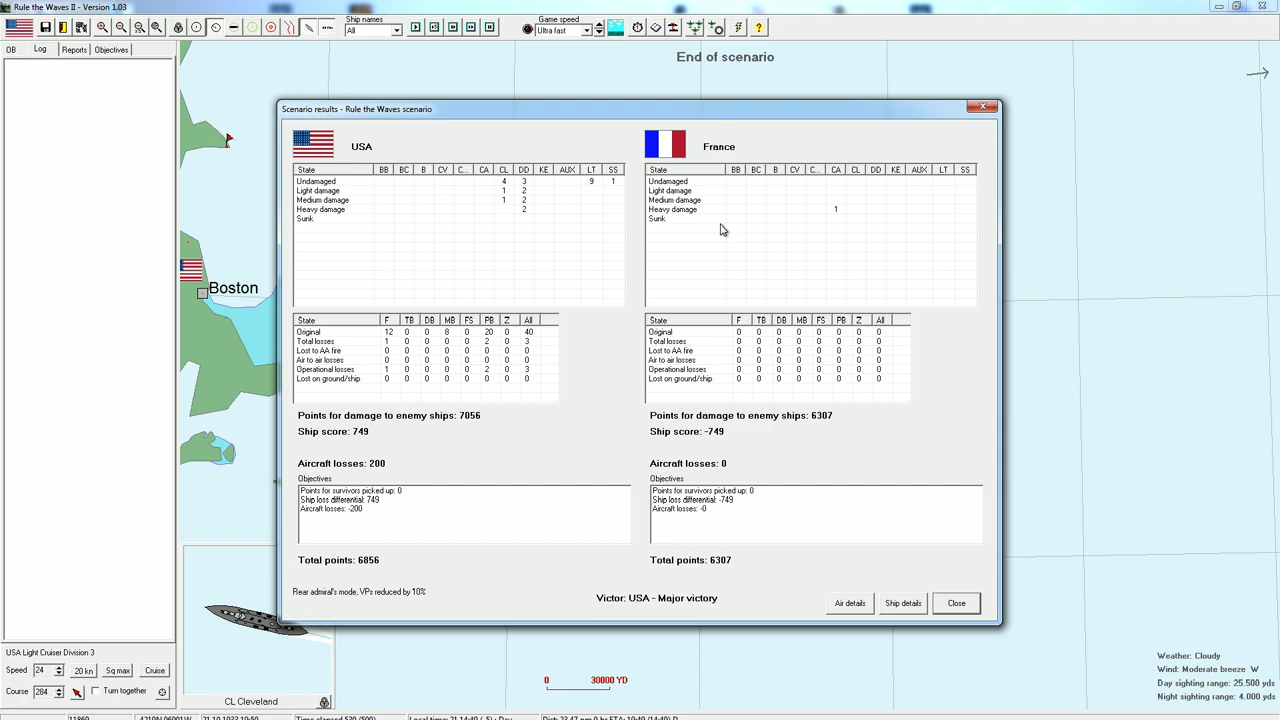 Rule the Waves II - Version 1.03
Ship names
All
Game speed
Ultra fast
OB Log Reports Objectives
End of scenario
Boston
Scenario results - Rule the Waves scenario
USA
State BB BC B CV C... CA CL DD KE AUX LT SS
Undamaged 4 3 9 1
Light damage 1 2
Medium damage 1 2
Heavy damage 2
Sunk
State F TB DB MB FS PB Z All
Original 12 0 0 8 0 20 0 40
Total losses 1 0 0 0 0 2 0 3
Lost to AA fire 0 0 0 0 0 0 0 0
Air to air losses 0 0 0 0 0 0 0 0
Operational losses 1 0 0 0 0 2 0 3
Lost on ground/ship 0 0 0 0 0 0 0 0
Points for damage to enemy ships: 7056
Ship score: 749
Aircraft losses: 200
Objectives
Points for survivors picked up: 0
Ship loss differential: 749
Aircraft losses: -200
Total points: 6856
Rear admiral's mode, VPs reduced by 10%
France
State BB BC B CV C... CA CL DD KE AUX LT SS
Undamaged
Light damage
Medium damage
Heavy damage 1
Sunk
State F TB DB MB FS PB Z All
Original 0 0 0 0 0 0 0 0
Total losses 0 0 0 0 0 0 0 0
Lost to AA fire 0 0 0 0 0 0 0 0
Air to air losses 0 0 0 0 0 0 0 0
Operational losses 0 0 0 0 0 0 0 0
Lost on ground/ship 0 0 0 0 0 0 0 0
Points for damage to enemy ships: 6307
Ship score: -749
Aircraft losses: 0
Objectives
Points for survivors picked up: 0
Ship loss differential: -749
Aircraft losses: -0
Total points: 6307
Victor: USA - Major victory
Air details Ship details Close
USA Light Cruiser Division 3
Speed 24 20 kn Sq max Cruise
Course 284 Turn together
CL Cleveland
0 30000 YD
Weather: Cloudy
Wind: Moderate breeze W
Day sighting range: 25.500 yds
Night sighting range: 4.000 yds